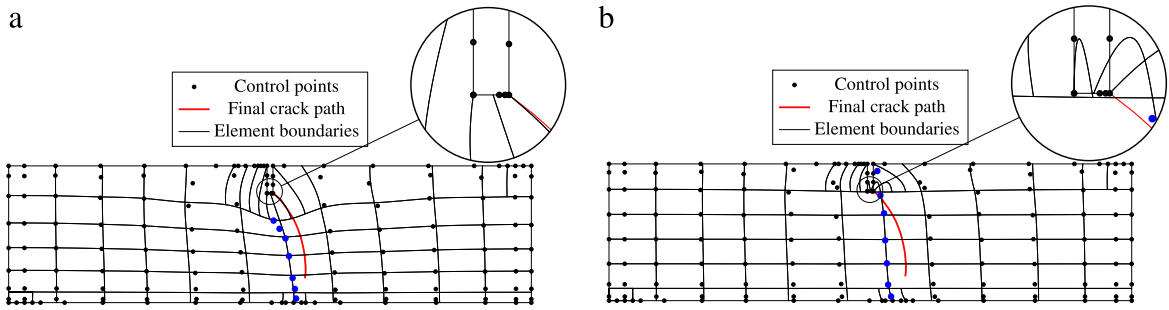 a
Control points
Final crack path
Element boundaries
b
Control points
Final crack path
Element boundaries